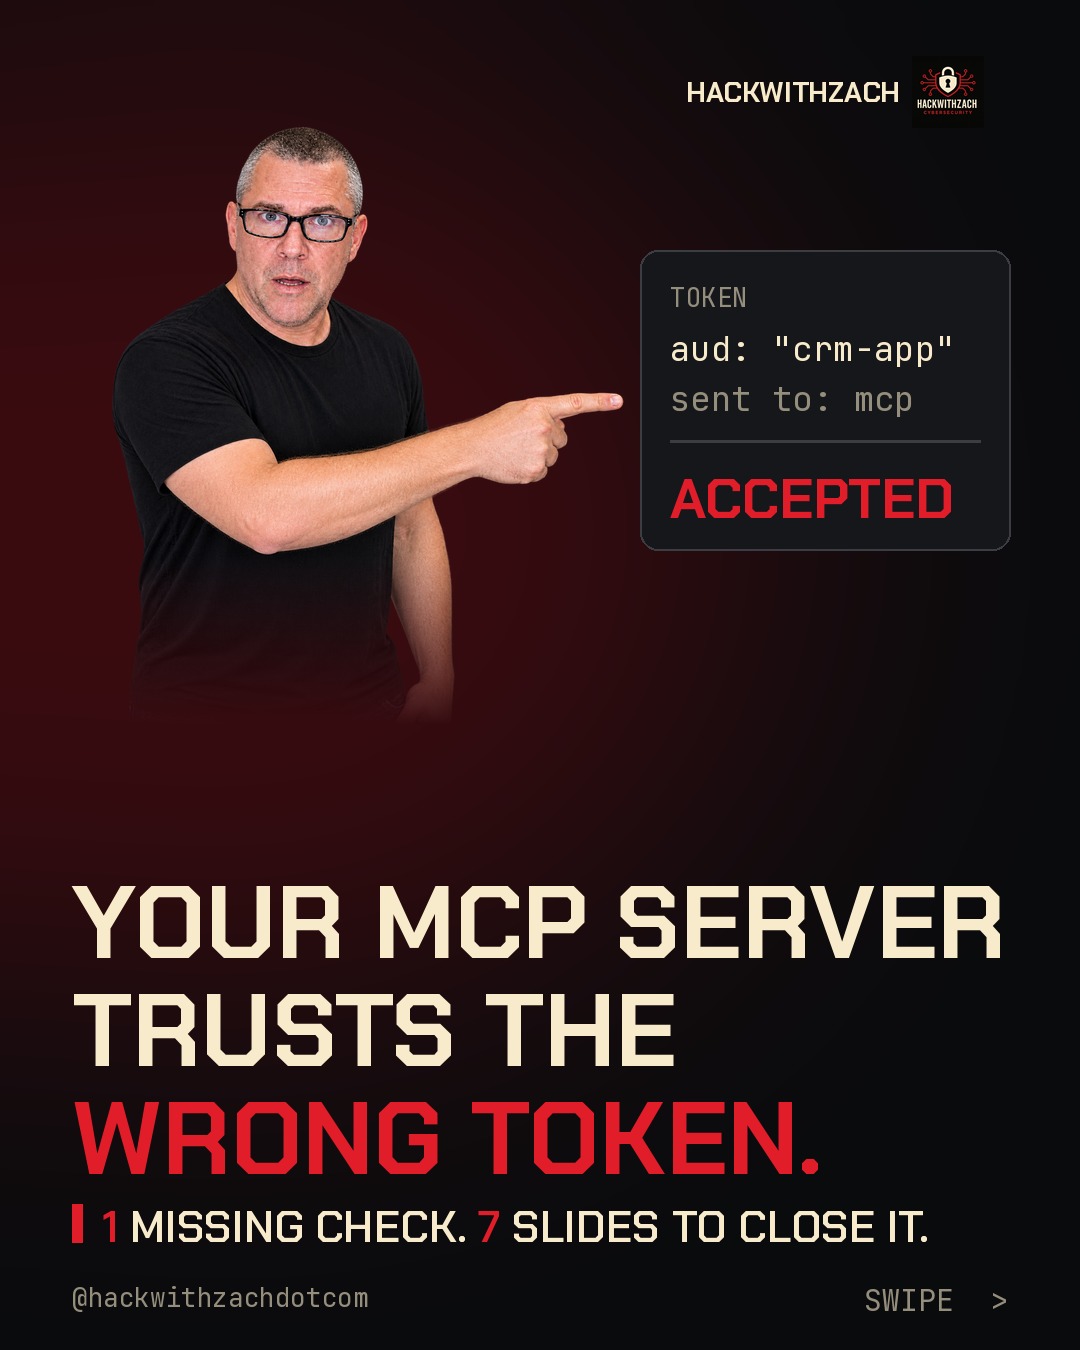 HACKWITHZACH
HACKWITHZACH
CYBERSECURITY
TOKEN
aud: "crm-app"
sent to: mcp
ACCEPTED
YOUR MCP SERVER
TRUSTS THE
WRONG TOKEN.
1 MISSING CHECK. 7 SLIDES TO CLOSE IT.
@hackwithzachdotcom
SWIPE >